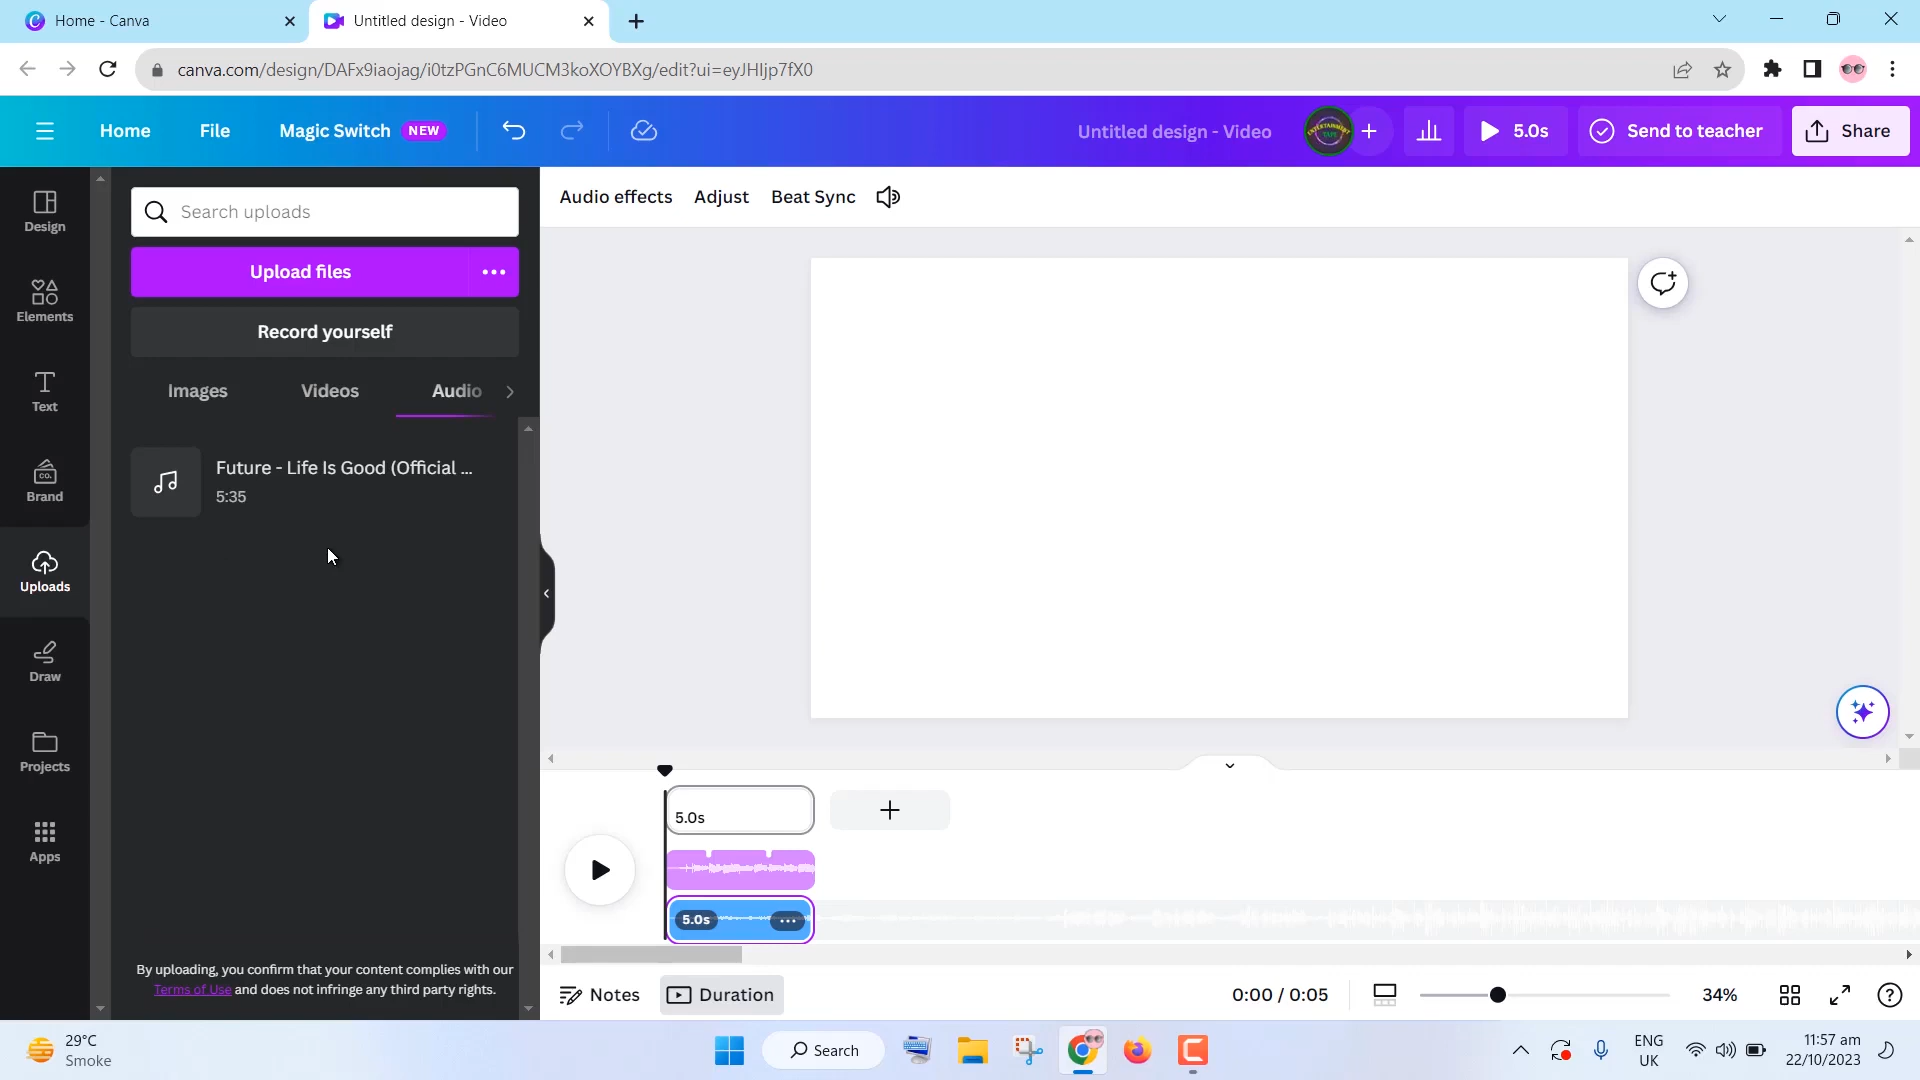 Home - Canva
Untitled design - Video
canva.com/design/DAFx9iaojag/i0tzPGnC6MUCM3koXOYBXg/edit?ui=eyJHIjp7fX0
Home
File
Magic Switch NEW
Untitled design - Video
ENTERTAINMENT
5.0s
Send to teacher
Share
Design
Elements
Text
CO.
Brand
Uploads
Draw
Projects
Apps
Search uploads
Upload files
Record yourself
Images
Videos
Audio
Future - Life Is Good (Official ...
5:35
By uploading, you confirm that your content complies with our
Terms of Use and does not infringe any third party rights.
Audio effects
Adjust
Beat Sync
5.0s
5.0s
Notes
Duration
0:00 / 0:05
34%
29°C
Smoke
Search
ENG
UK
11:57 am
22/10/2023